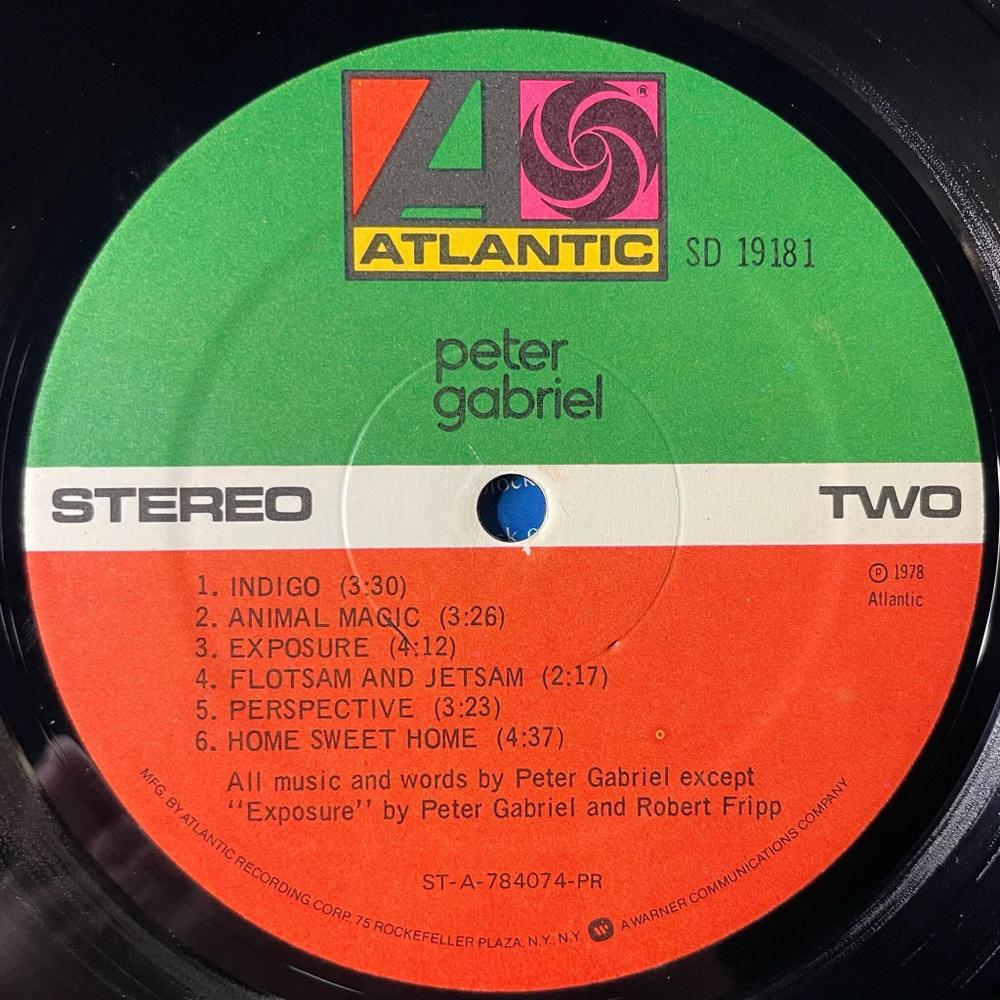 ®
ATLANTIC
SD 19181
peter
gabriel
STEREO
TWO
℗ 1978
Atlantic
1. INDIGO (3:30)
2. ANIMAL MAGIC (3:26)
3. EXPOSURE (4:12)
4. FLOTSAM AND JETSAM (2:17)
5. PERSPECTIVE (3:23)
6. HOME SWEET HOME (4:37)
All music and words by Peter Gabriel except
“Exposure” by Peter Gabriel and Robert Fripp
ST-A-784074-PR
MFG. BY ATLANTIC RECORDING CORP. 75 ROCKEFELLER PLAZA, N.Y., N.Y. A WARNER COMMUNICATIONS COMPANY